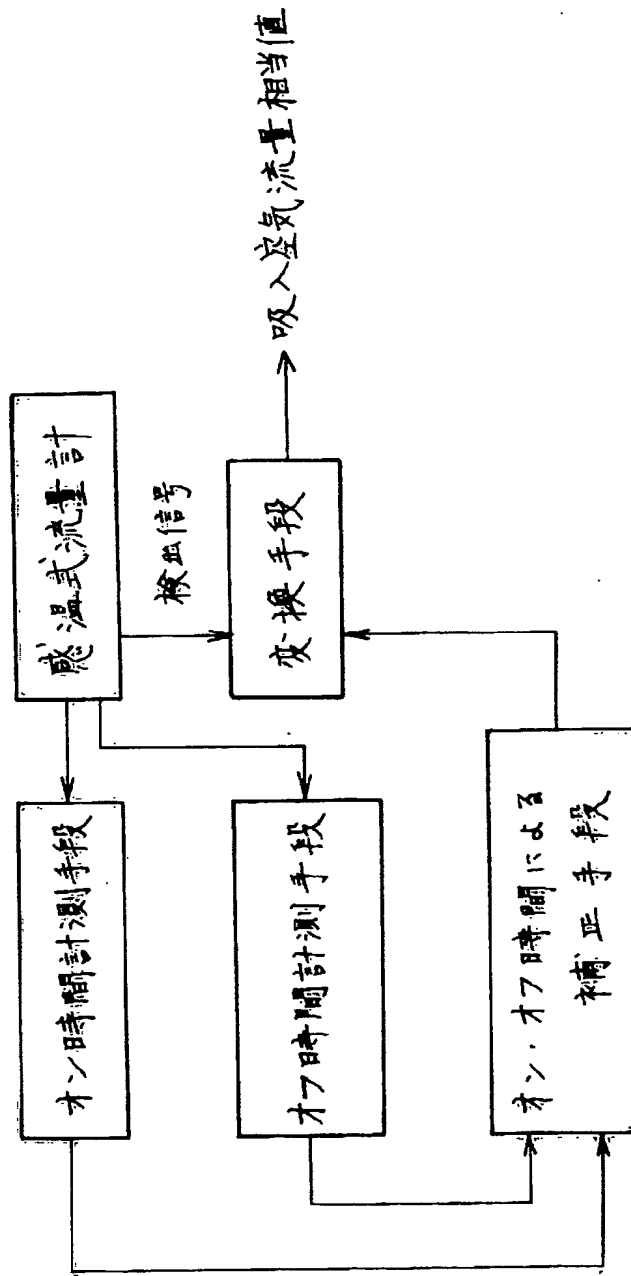 感温式流量計
検出信号
変換手段
吸入空気流量相当値
オン時間計測手段
オフ時間計測手段
オン・オフ時間による
補正手段